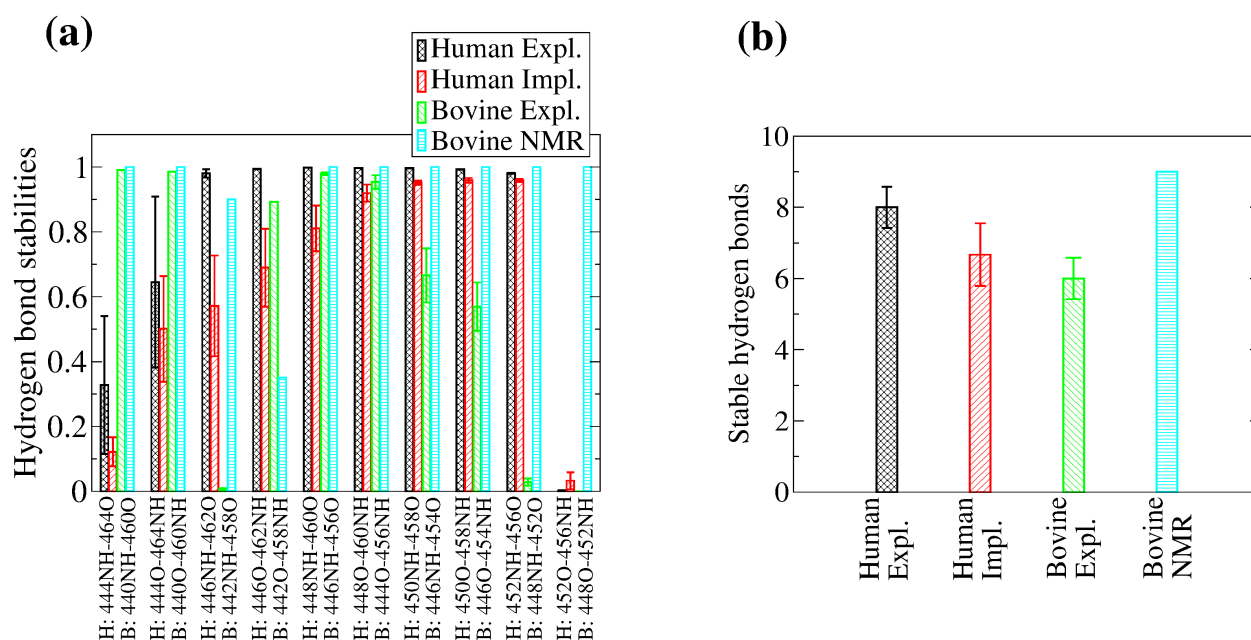 (a)
Human Expl.
Human Impl.
Bovine Expl.
Bovine NMR
Hydrogen bond stabilities
1
0.8
0.6
0.4
0.2
0
H: 444NH-464O
B: 440NH-460O
H: 444O-464NH
B: 440O-460NH
H: 446NH-462O
B: 442NH-458O
H: 446O-462NH
B: 442O-458NH
H: 448NH-460O
B: 446NH-456O
H: 448O-460NH
B: 444O-456NH
H: 450NH-458O
B: 446NH-454O
H: 450O-458NH
B: 446O-454NH
H: 452NH-456O
B: 448NH-452O
H: 452O-456NH
B: 448O-452NH
(b)
Stable hydrogen bonds
10
8
6
4
2
0
Human
Expl.
Human
Impl.
Bovine
Expl.
Bovine
NMR